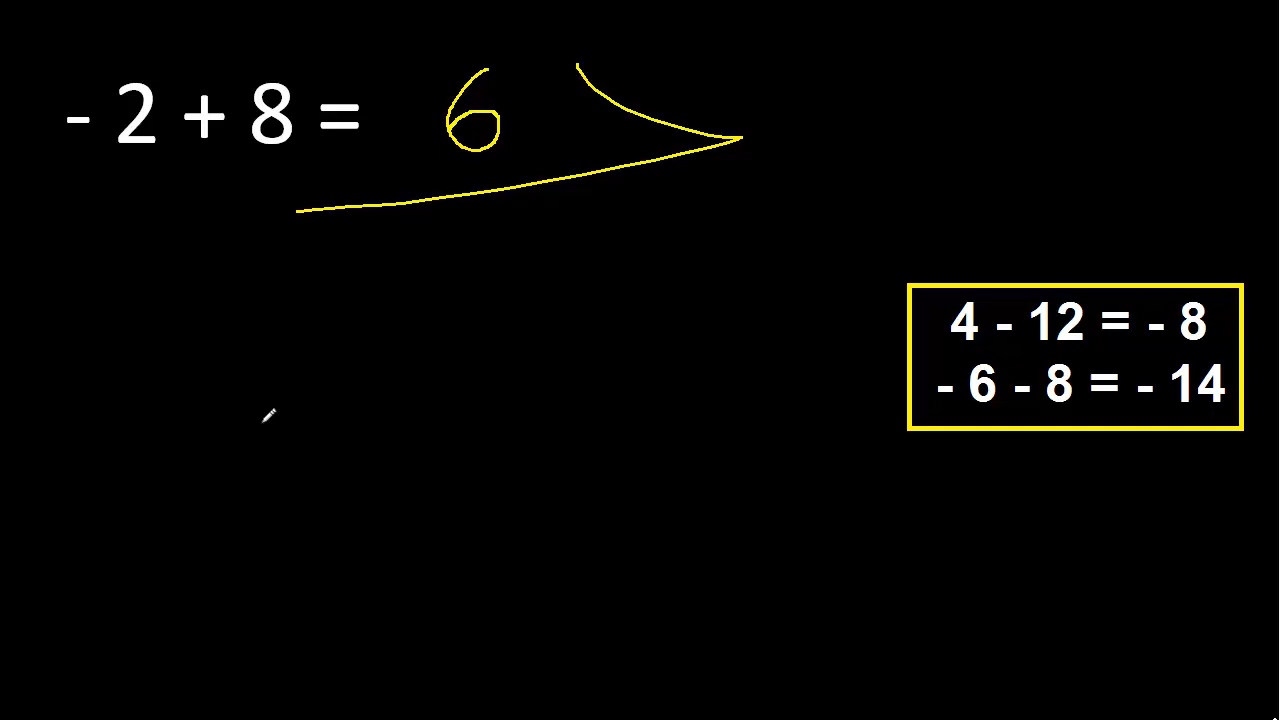 - 2 + 8 = 6
4 - 12 = - 8
- 6 - 8 = - 14